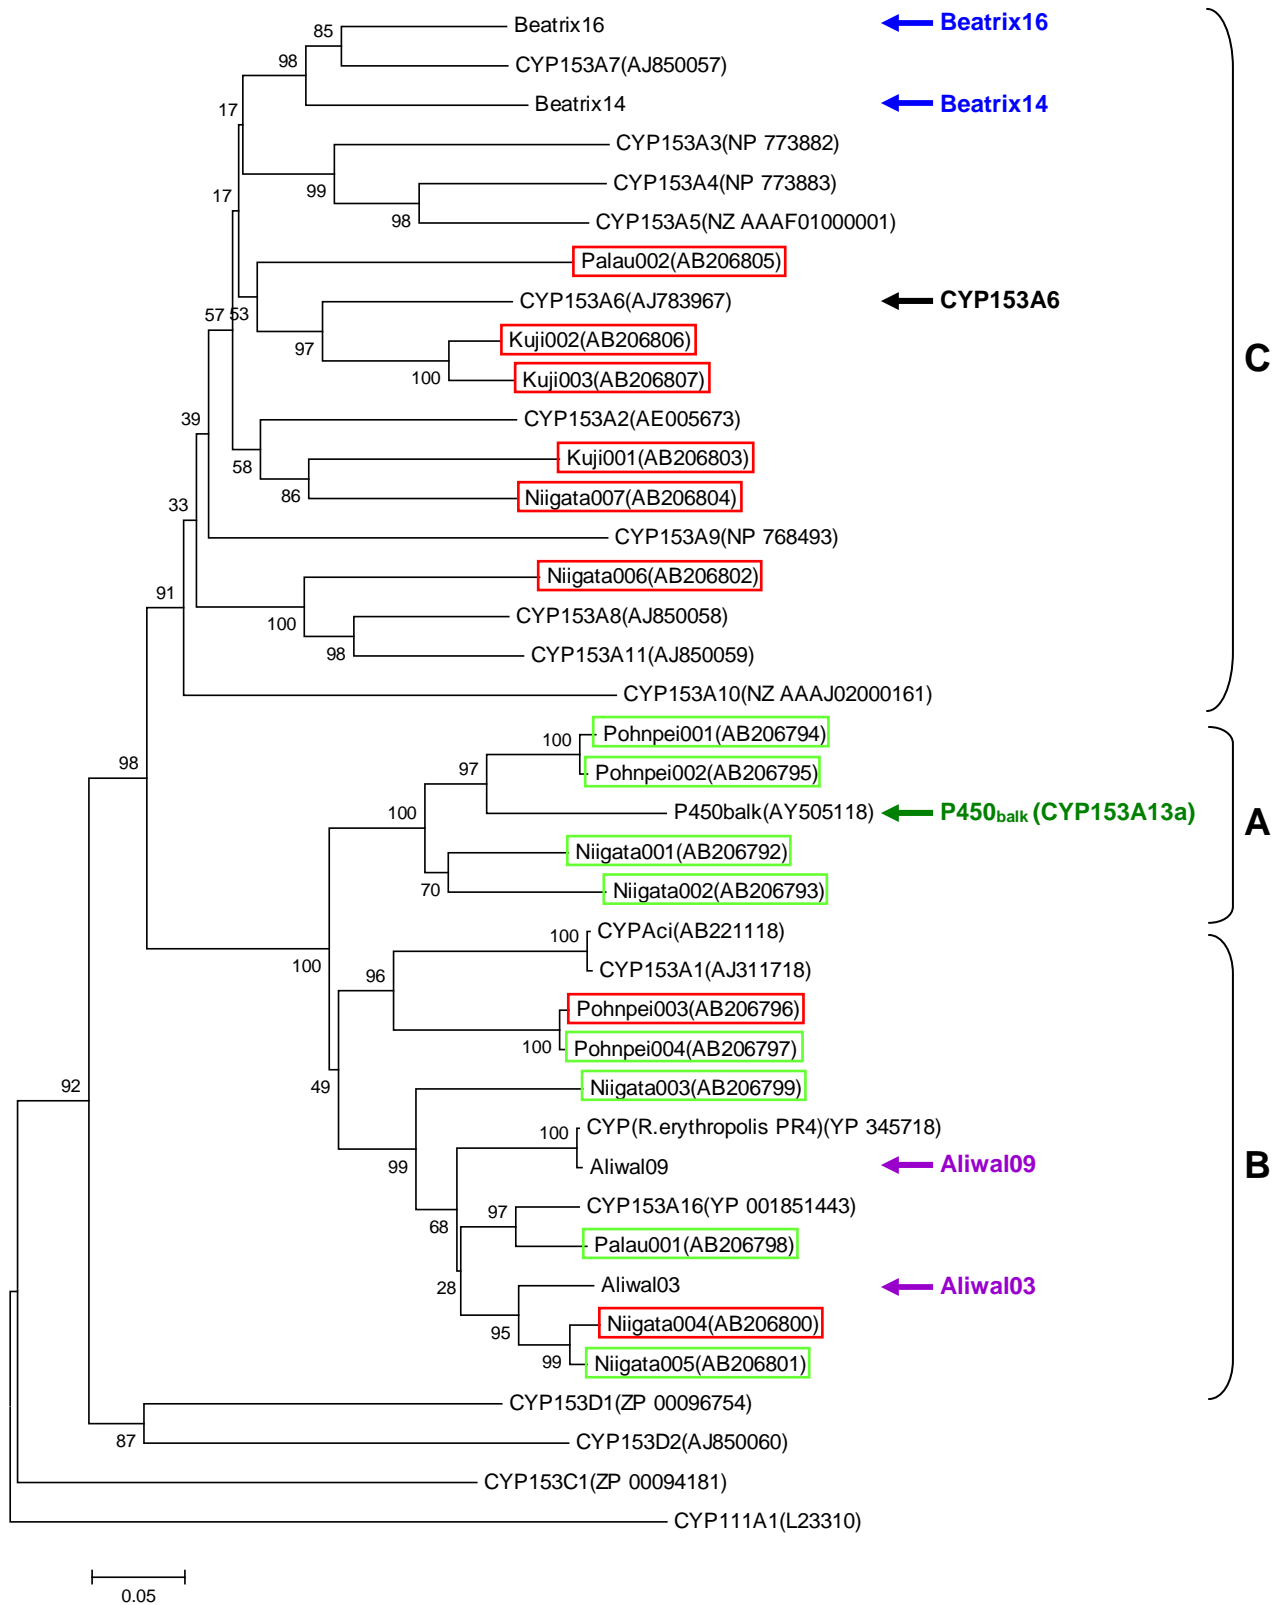 Beatrix16
Beatrix16
85
CYP153A7(AJ850057)
98
Beatrix14
Beatrix14
17
CYP153A3(NP 773882)
CYP153A4(NP 773883)
99
17
98
CYP153A5(NZ AAAF01000001)
Palau002(AB206805)
CYP153A6(AJ783967)
CYP153A6
57
53
Kuji002(AB206806)
97
C
100
Kuji003(AB206807)
39
CYP153A2(AE005673)
Kuji001(AB206803)
58
86
Niigata007(AB206804)
33
CYP153A9(NP 768493)
Niigata006(AB206802)
91
CYP153A8(AJ850058)
100
98
CYP153A11(AJ850059)
CYP153A10(NZ AAAJ02000161)
Pohnpei001(AB206794)
100
98
97
Pohnpei002(AB206795)
100
P450balk(AY505118)
P450balk (CYP153A13a)
A
Niigata001(AB206792)
70
Niigata002(AB206793)
100
CYPAci(AB221118)
100
96
CYP153A1(AJ311718)
Pohnpei003(AB206796)
100
Pohnpei004(AB206797)
92
49
Niigata003(AB206799)
CYP(R.erythropolis PR4)(YP 345718)
100
99
Aliwal09
Aliwal09
B
CYP153A16(YP 001851443)
97
68
Palau001(AB206798)
28
Aliwal03
Aliwal03
Niigata004(AB206800)
95
99
Niigata005(AB206801)
CYP153D1(ZP 00096754)
87
CYP153D2(AJ850060)
CYP153C1(ZP 00094181)
CYP111A1(L23310)
0.05